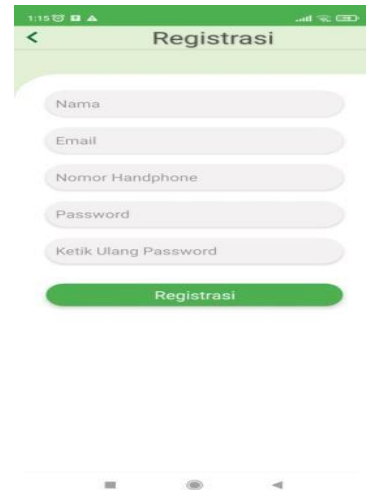 1:15
Registrasi
Nama
Email
Nomor Handphone
Password
Ketik Ulang Password
Registrasi